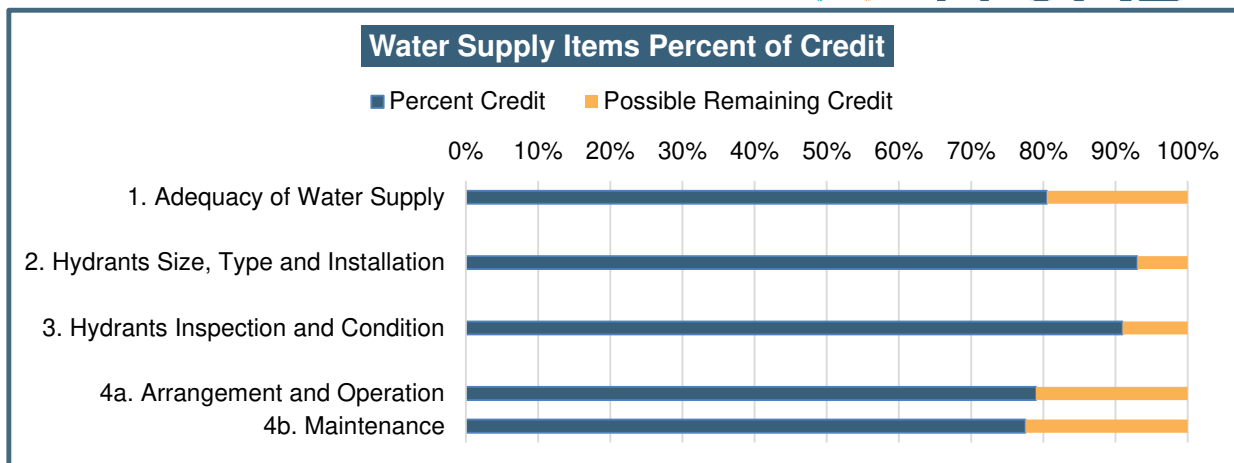 Water Supply Items Percent of Credit
Percent Credit Possible Remaining Credit
0% 10% 20% 30% 40% 50% 60% 70% 80% 90% 100%
1. Adequacy of Water Supply
2. Hydrants Size, Type and Installation
3. Hydrants Inspection and Condition
4a. Arrangement and Operation
4b. Maintenance